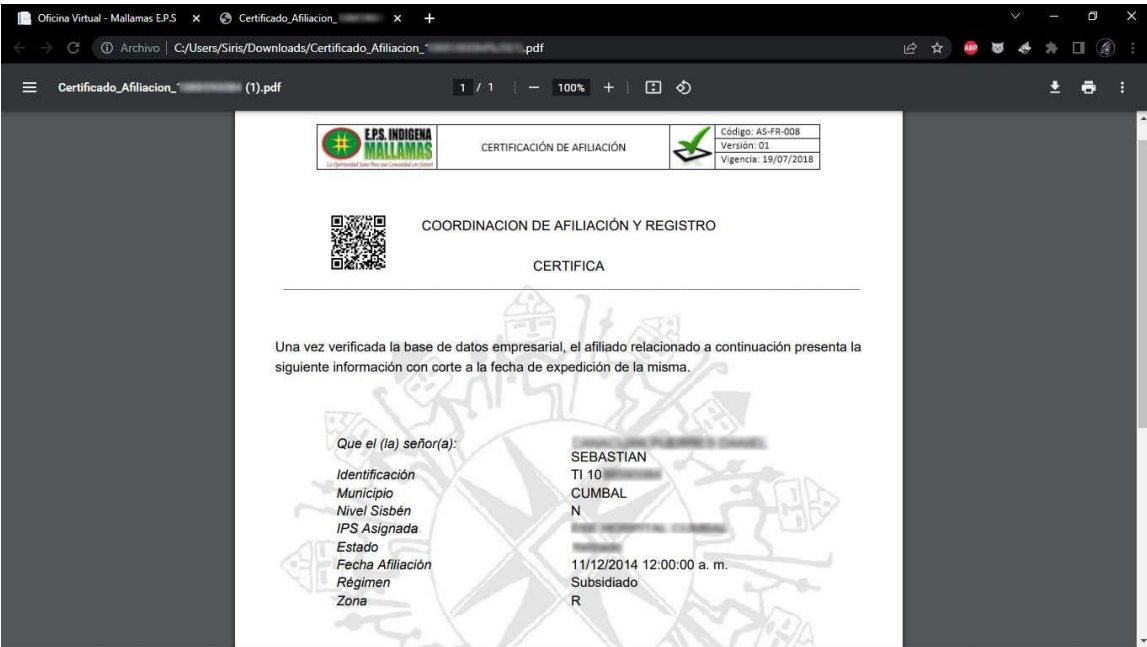 Oficina Virtual - Mallamas E.P.S
Certificado_Afiliacion_
Archivo | C:/Users/Siris/Downloads/Certificado_Afiliacion_ .pdf
Certificado_Afiliacion_ (1).pdf
1 / 1
100%
E.P.S. INDIGENA
MALLAMAS
CERTIFICACIÓN DE AFILIACIÓN
Código: AS-FR-008
Versión: 01
Vigencia: 19/07/2018
COORDINACION DE AFILIACIÓN Y REGISTRO
CERTIFICA
Una vez verificada la base de datos empresarial, el afiliado relacionado a continuación presenta la
siguiente información con corte a la fecha de expedición de la misma.
Que el (la) señor(a):
SEBASTIAN
Identificación TI 10
Municipio CUMBAL
Nivel Sisbén N
IPS Asignada
Estado
Fecha Afiliación 11/12/2014 12:00:00 a. m.
Régimen Subsidiado
Zona R